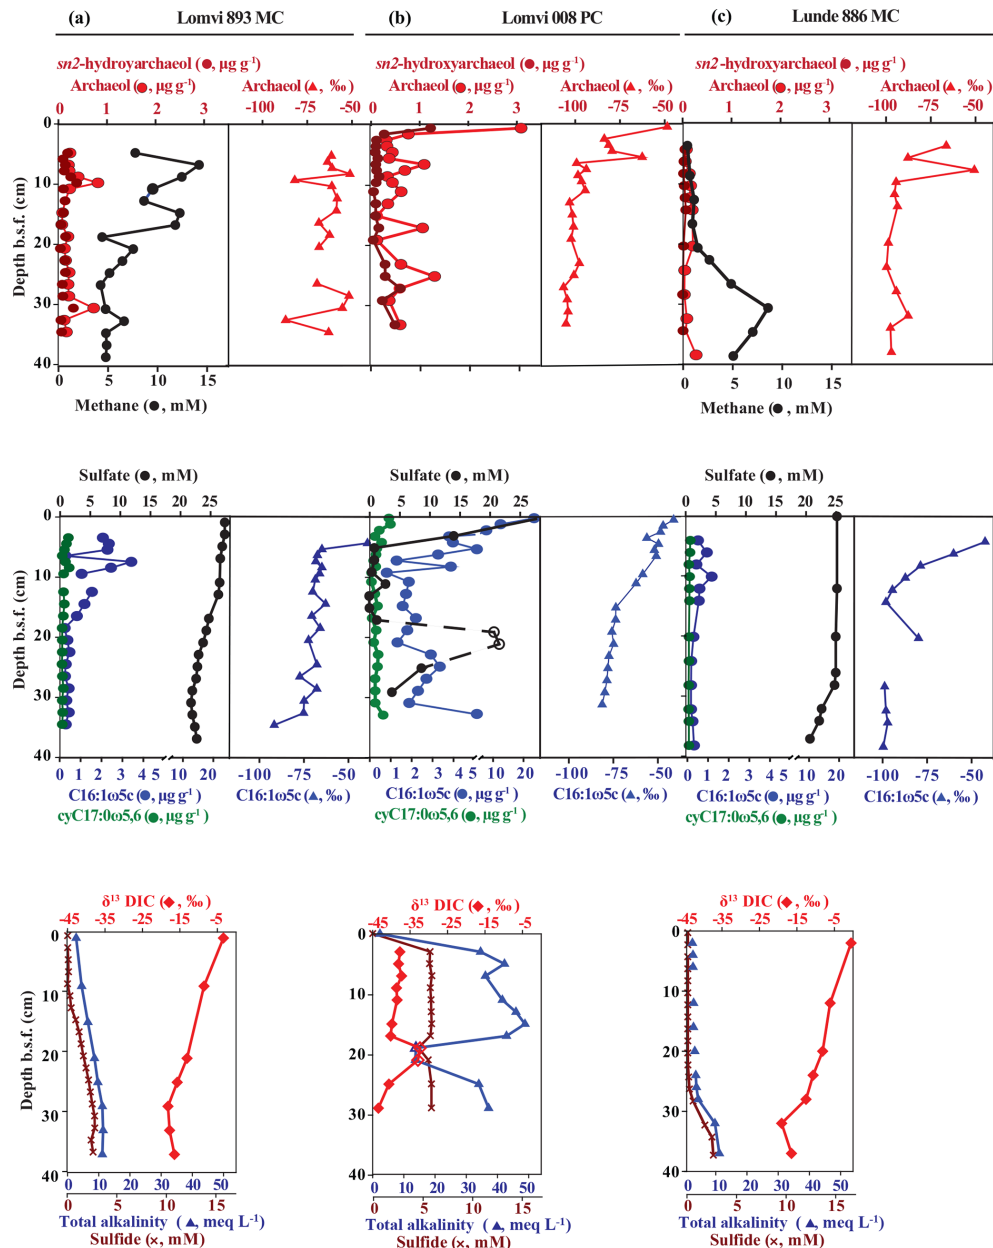 (a) Lomvi 893 MC (b) Lomvi 008 PC (c) Lunde 886 MC
sn2-hydroyarchaeol (●, µg g⁻¹) sn2-hydroxyarchaeol (●, µg g⁻¹) sn2-hydroxyarchaeol (●, µg g⁻¹)
Archaeol (●, µg g⁻¹) Archaeol (▲, ‰) Archaeol (●, µg g⁻¹) Archaeol (▲, ‰) Archaeol (●, µg g⁻¹) Archaeol (▲, ‰)
0 1 2 3 -100 -75 -50 0 1 2 3 -100 -75 -50 0 1 2 3 -100 -75 -50
0
10
20
30
40
Depth b.s.f. (cm)
0 5 10 15 0 5 10 15
Methane (●, mM) Methane (●, mM)
Sulfate (●, mM) Sulfate (●, mM) Sulfate (●, mM)
0 5 10 15 20 25 0 5 10 15 20 25 0 5 10 15 20 25
0
10
20
30
40
Depth b.s.f. (cm)
0 1 2 3 4 5 10 20 -100 -75 -50 0 1 2 3 4 5 10 20 -100 -75 -50 0 1 2 3 4 5 10 20 -100 -75 -50
C16:1ω5c (●, µg g⁻¹) C16:1ω5c (▲, ‰) C16:1ω5c (●, µg g⁻¹) C16:1ω5c (▲, ‰) C16:1ω5c (●, µg g⁻¹) C16:1ω5c (▲, ‰)
cyC17:0ω5,6 (●, µg g⁻¹) cyC17:0ω5,6 (●, µg g⁻¹) cyC17:0ω5,6 (●, µg g⁻¹)
δ¹³ DIC (◆, ‰) δ¹³ DIC (◆, ‰) δ¹³ DIC (◆, ‰)
-45 -35 -25 -15 -5 -45 -35 -25 -15 -5 -45 -35 -25 -15 -5
0 0 0
10 10 10
20 20 20
30 30 30
40 40 40
Depth b.s.f. (cm)
0 10 20 30 40 50 0 10 20 30 40 50 0 10 20 30 40 50
0 5 10 15 0 5 10 15 0 5 10 15
Total alkalinity (▲, meq L⁻¹) Total alkalinity (▲, meq L⁻¹) Total alkalinity (▲, meq L⁻¹)
Sulfide (×, mM) Sulfide (×, mM) Sulfide (×, mM)